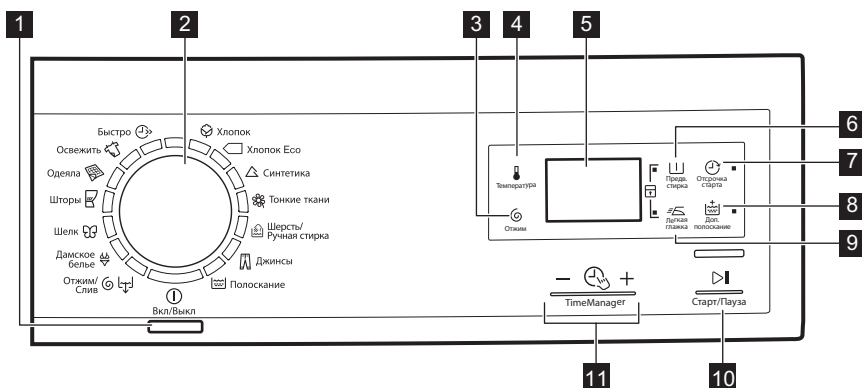 1
2
3
4
5
6
7
8
9
10
11
Быстро
Освежить
Одеяла
Шторы
Шелк
Дамское
белье
Отжим/
Слив
Хлопок
Хлопок Eco
Синтетика
Тонкие ткани
Шерсть/
Ручная стирка
Джинсы
Полоскание
Вкл/Выкл
Температура
Отжим
Предв.
стирка
Отсрочка
старта
Легкая
глажка
Доп.
полоскание
TimeManager
Старт/Пауза